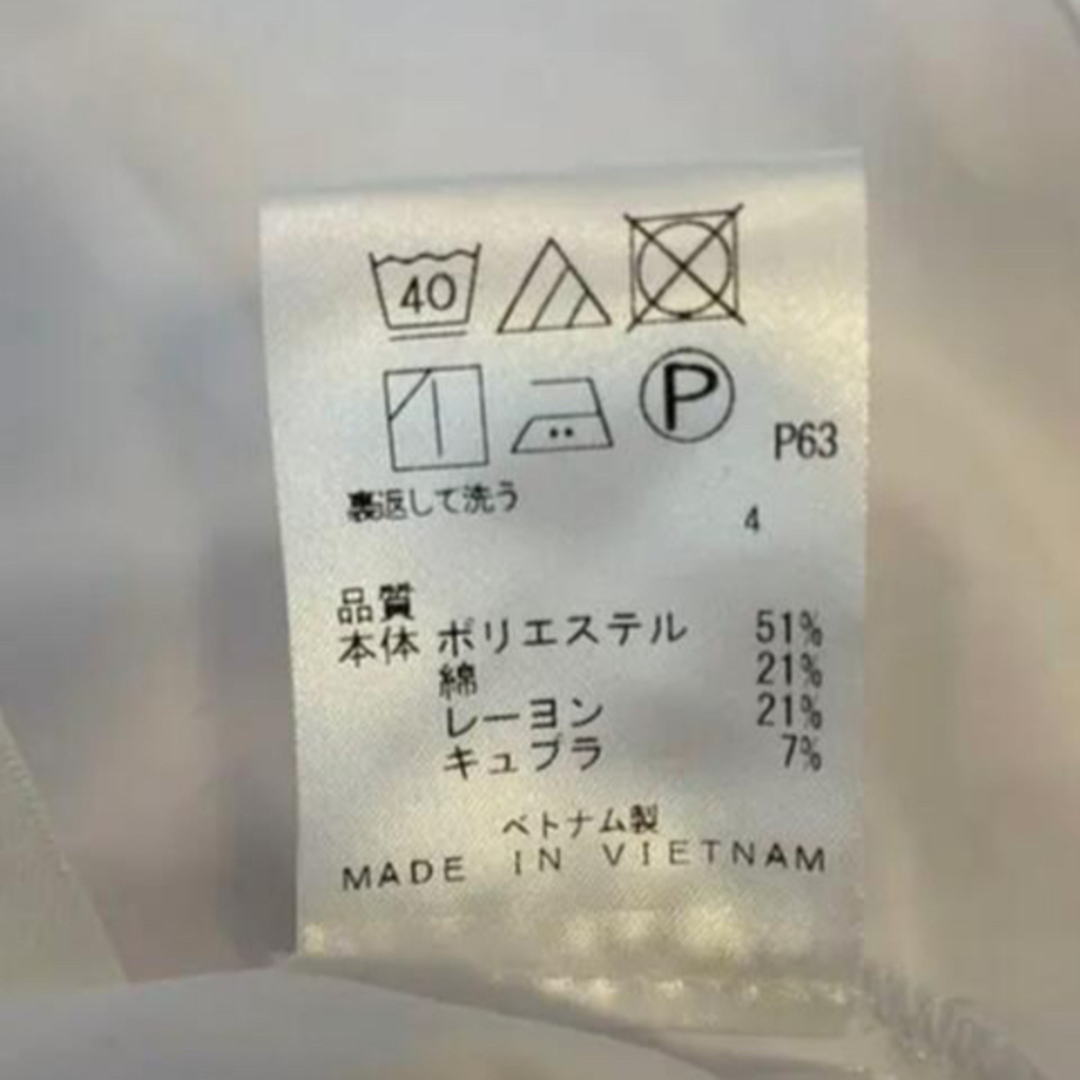 40
P
P63
裏返して洗う
4
品質
本体 ポリエステル 51%
綿 21%
レーヨン 21%
キュプラ 7%
ベトナム製
MADE IN VIETNAM